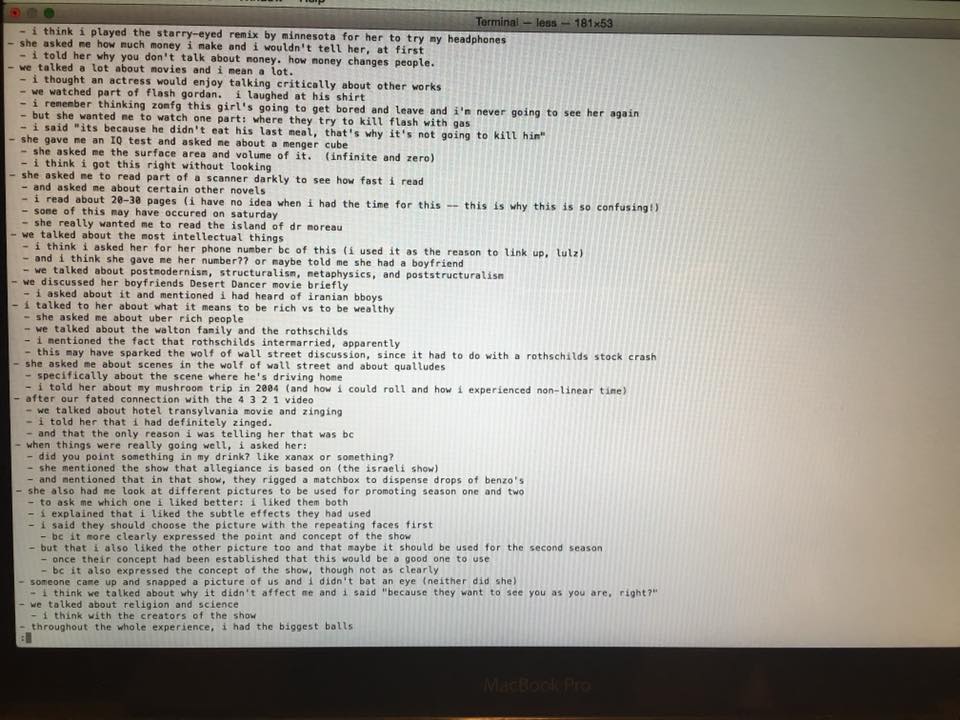 Terminal — less — 181×53
- i think i played the starry-eyed remix by minnesota for her to try my headphones
- she asked me how much money i make and i wouldn't tell her, at first
- i told her why you don't talk about money. how money changes people.
- we talked a lot about movies and i mean a lot.
- i thought an actress would enjoy talking critically about other works
- we watched part of flash gordan. i laughed at his shirt
- i remember thinking zomfg this girl's going to get bored and leave and i'm never going to see her again
- but she wanted me to watch one part: where they try to kill flash with gas
- i said "its because he didn't eat his last meal, that's why it's not going to kill him"
- she gave me an IQ test and asked me about a menger cube
- she asked me the surface area and volume of it. (infinite and zero)
- i think i got this right without looking
- she asked me to read part of a scanner darkly to see how fast i read
- and asked me about certain other novels
- i read about 20-30 pages (i have no idea when i had the time for this -- this is why this is so confusing!)
- some of this may have occured on saturday
- she really wanted me to read the island of dr moreau
- we talked about the most intellectual things
- i think i asked her for her phone number bc of this (i used it as the reason to link up, lulz)
- and i think she gave me her number?? or maybe told me she had a boyfriend
- we talked about postmodernism, structuralism, metaphysics, and poststructuralism
- we discussed her boyfriends Desert Dancer movie briefly
- i asked about it and mentioned i had heard of iranian bboys
- i talked to her about what it means to be rich vs to be wealthy
- she asked me about uber rich people
- we talked about the walton family and the rothschilds
- i mentioned the fact that rothschilds intermarried, apparently
- this may have sparked the wolf of wall street discussion, since it had to do with a rothschilds stock crash
- she asked me about scenes in the wolf of wall street and about qualludes
- specifically about the scene where he's driving home
- i told her about my mushroom trip in 2004 (and how i could roll and how i experienced non-linear time)
- after our fated connection with the 4 3 2 1 video
- we talked about hotel transylvania movie and zinging
- i told her that i had definitely zinged.
- and that the only reason i was telling her that was bc
- when things were really going well, i asked her:
- did you point something in my drink? like xanax or something?
- she mentioned the show that allegiance is based on (the israeli show)
- and mentioned that in that show, they rigged a matchbox to dispense drops of benzo's
- she also had me look at different pictures to be used for promoting season one and two
- to ask me which one i liked better: i liked them both
- i explained that i liked the subtle effects they had used
- i said they should choose the picture with the repeating faces first
- bc it more clearly expressed the point and concept of the show
- but that i also liked the other picture too and that maybe it should be used for the second season
- once their concept had been established that this would be a good one to use
- bc it also expressed the concept of the show, though not as clearly
- someone came up and snapped a picture of us and i didn't bat an eye (neither did she)
- i think we talked about why it didn't affect me and i said "because they want to see you as you are, right?"
- we talked about religion and science
- i think with the creators of the show
- throughout the whole experience, i had the biggest balls
:
MacBook Pro